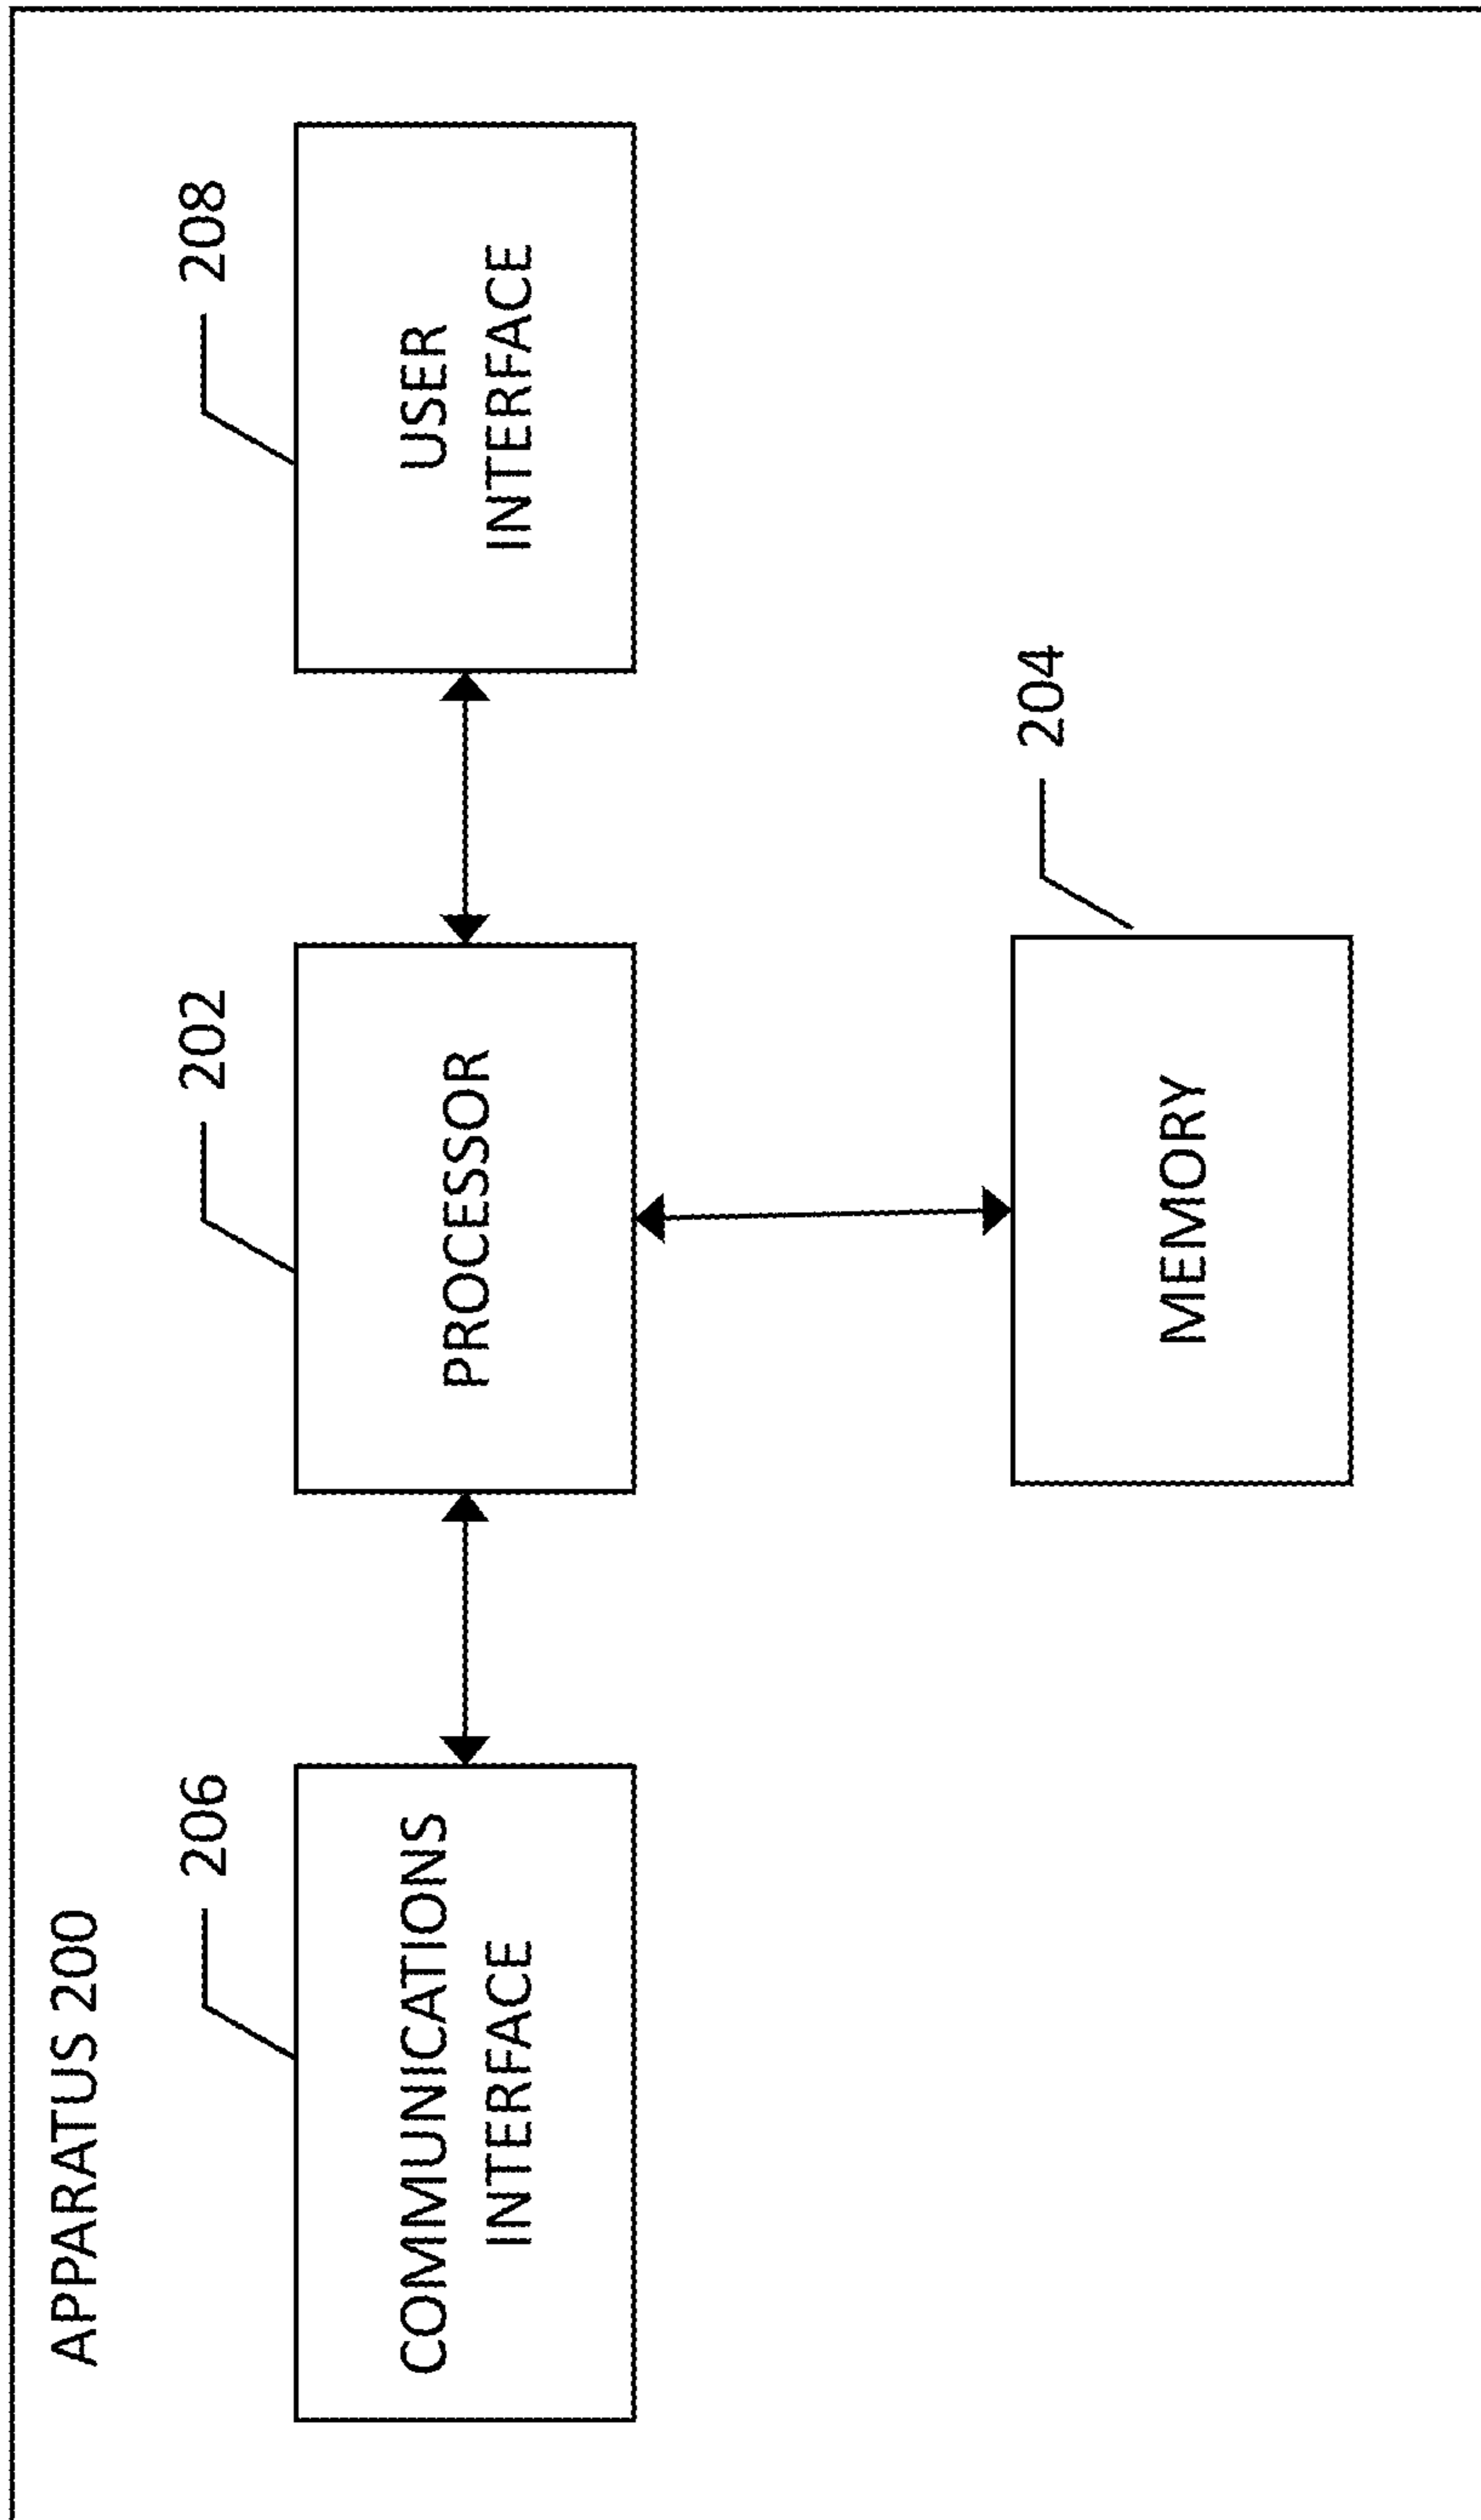 APPARATUS 200
206
202
208
COMMUNICATIONS
INTERFACE
PROCESSOR
USER
INTERFACE
204
MEMORY